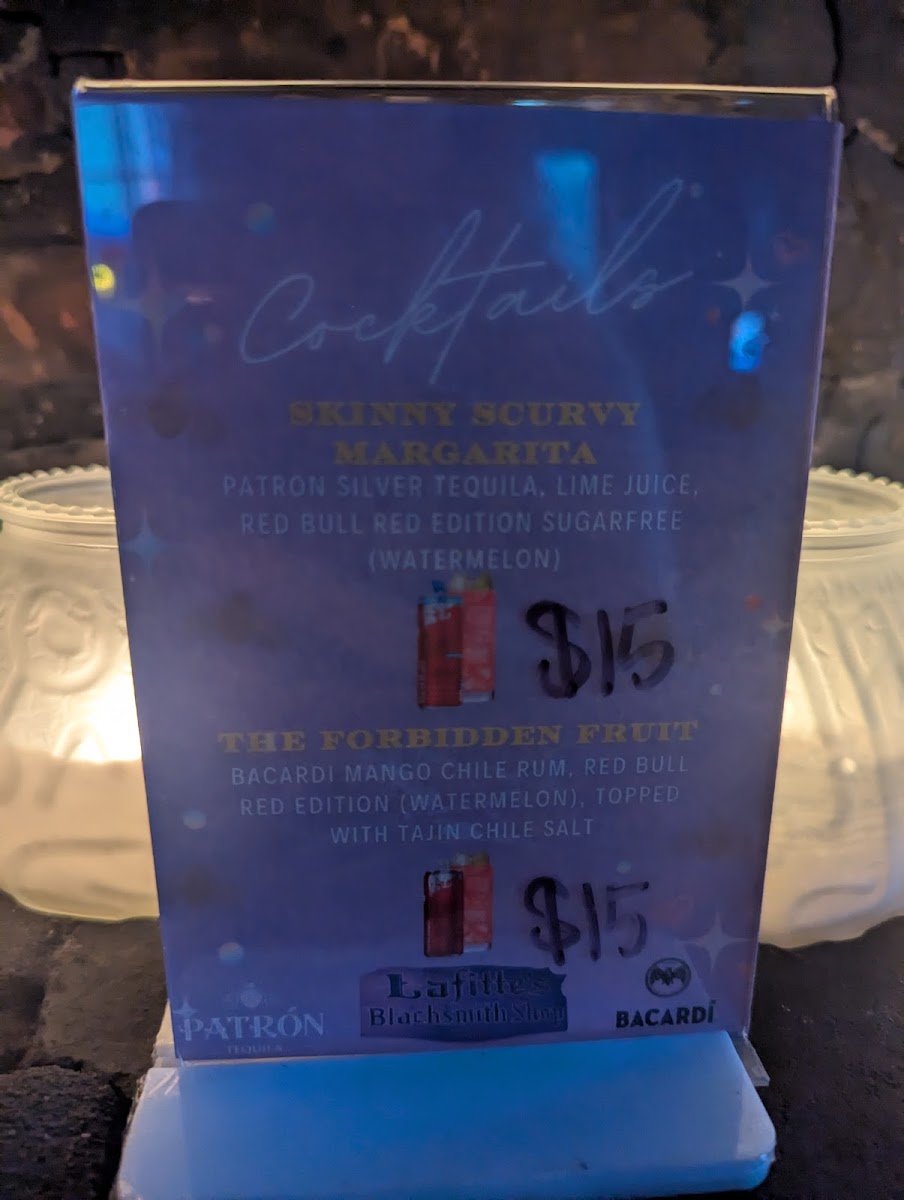 Cocktails
SKINNY SCURVY
MARGARITA
PATRON SILVER TEQUILA, LIME JUICE,
RED BULL RED EDITION SUGARFREE
(WATERMELON)
$15
THE FORBIDDEN FRUIT
BACARDI MANGO CHILE RUM, RED BULL
RED EDITION (WATERMELON), TOPPED
WITH TAJIN CHILE SALT
$15
PATRÓN
TEQUILA
Lafitte's
Blacksmith Shop
BACARDÍ